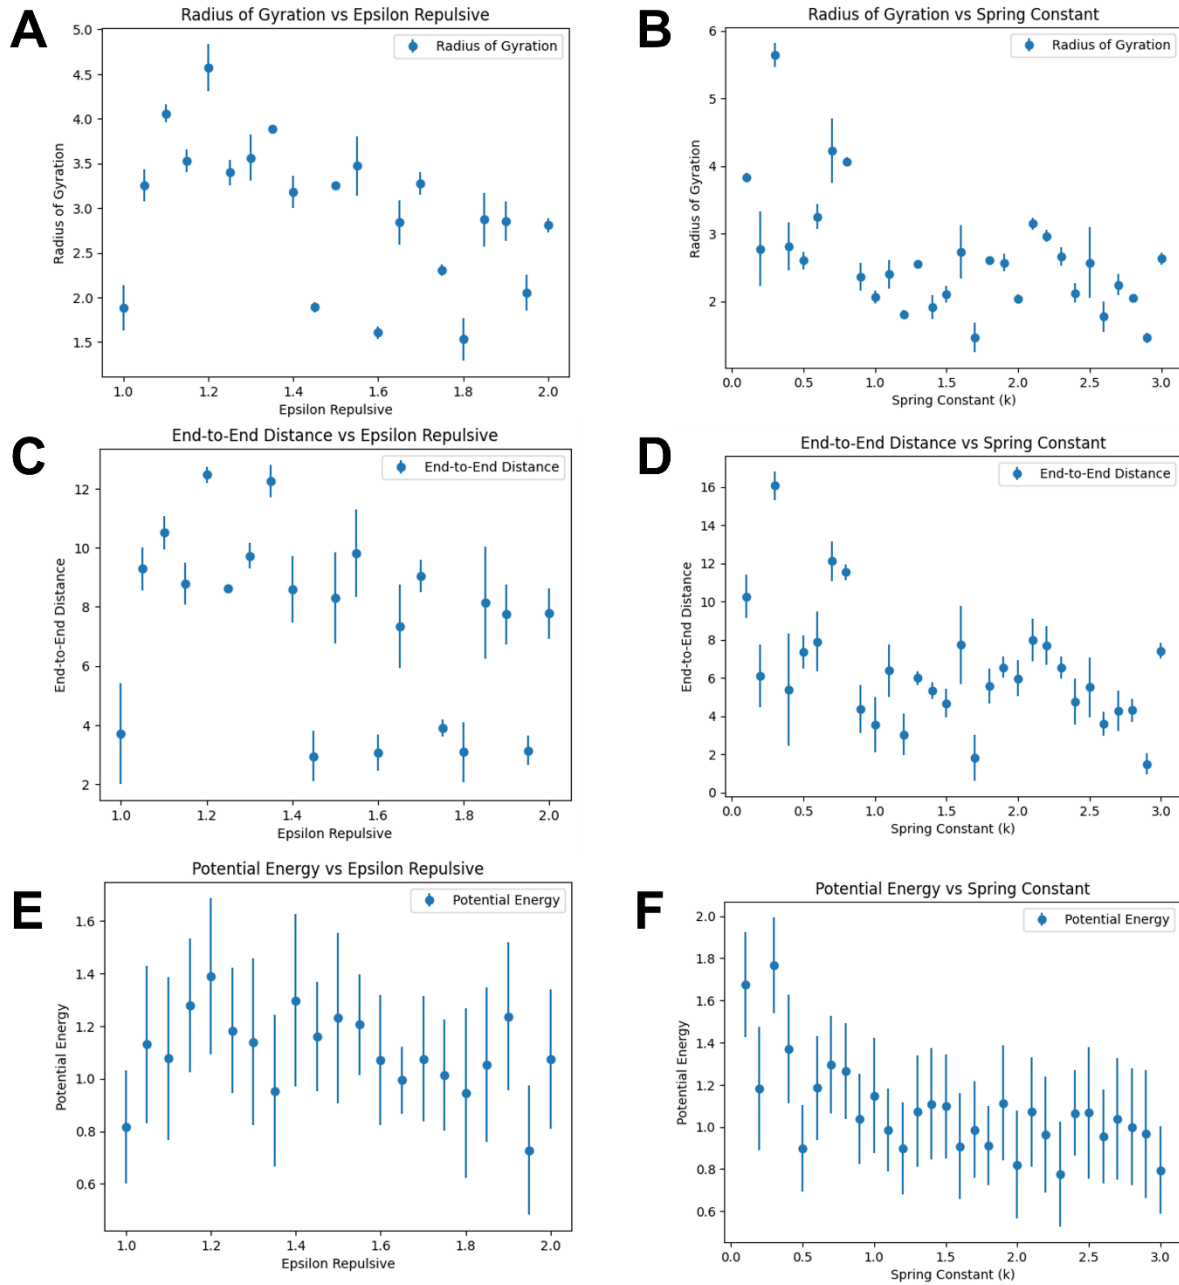 A
Radius of Gyration vs Epsilon Repulsive
Radius of Gyration
5.0
4.5
4.0
3.5
3.0
2.5
2.0
1.5
Radius of Gyration
1.0 1.2 1.4 1.6 1.8 2.0
Epsilon Repulsive
B
Radius of Gyration vs Spring Constant
Radius of Gyration
6
5
4
3
2
Radius of Gyration
0.0 0.5 1.0 1.5 2.0 2.5 3.0
Spring Constant (k)
C
End-to-End Distance vs Epsilon Repulsive
End-to-End Distance
12
10
8
6
4
2
End-to-End Distance
1.0 1.2 1.4 1.6 1.8 2.0
Epsilon Repulsive
D
End-to-End Distance vs Spring Constant
End-to-End Distance
16
14
12
10
8
6
4
2
0
End-to-End Distance
0.0 0.5 1.0 1.5 2.0 2.5 3.0
Spring Constant (k)
E
Potential Energy vs Epsilon Repulsive
Potential Energy
1.6
1.4
1.2
1.0
0.8
0.6
Potential Energy
1.0 1.2 1.4 1.6 1.8 2.0
Epsilon Repulsive
F
Potential Energy vs Spring Constant
Potential Energy
2.0
1.8
1.6
1.4
1.2
1.0
0.8
0.6
Potential Energy
0.0 0.5 1.0 1.5 2.0 2.5 3.0
Spring Constant (k)